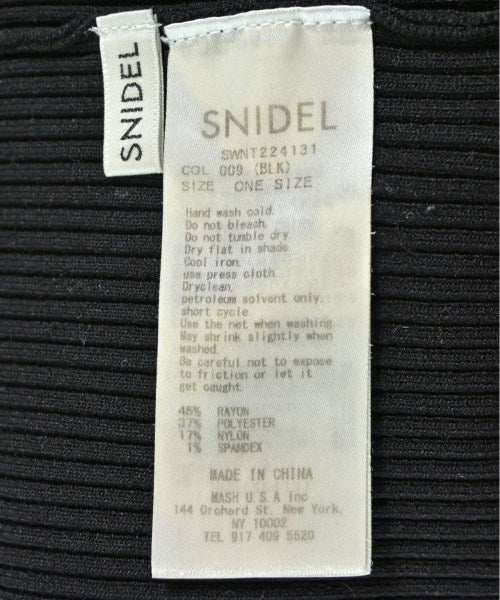 SNIDEL
SNIDEL
SWNT224131
COL 009 (BLK)
SIZE ONE SIZE
Hand wash cold.
Do not bleach.
Do not tumble dry.
Dry flat in shade.
Cool iron.
use press cloth.
Dryclean,
petroleum solvent only,
short cycle.
Use the net when washing.
May shrink slightly when
washed.
Be careful not to expose
to friction or let it
get caught.
45% RAYON
37% POLYESTER
17% NYLON
1% SPANDEX
MADE IN CHINA
MASH U.S.A Inc
144 Orchard St. New York,
NY 10002
TEL 917 409 5520